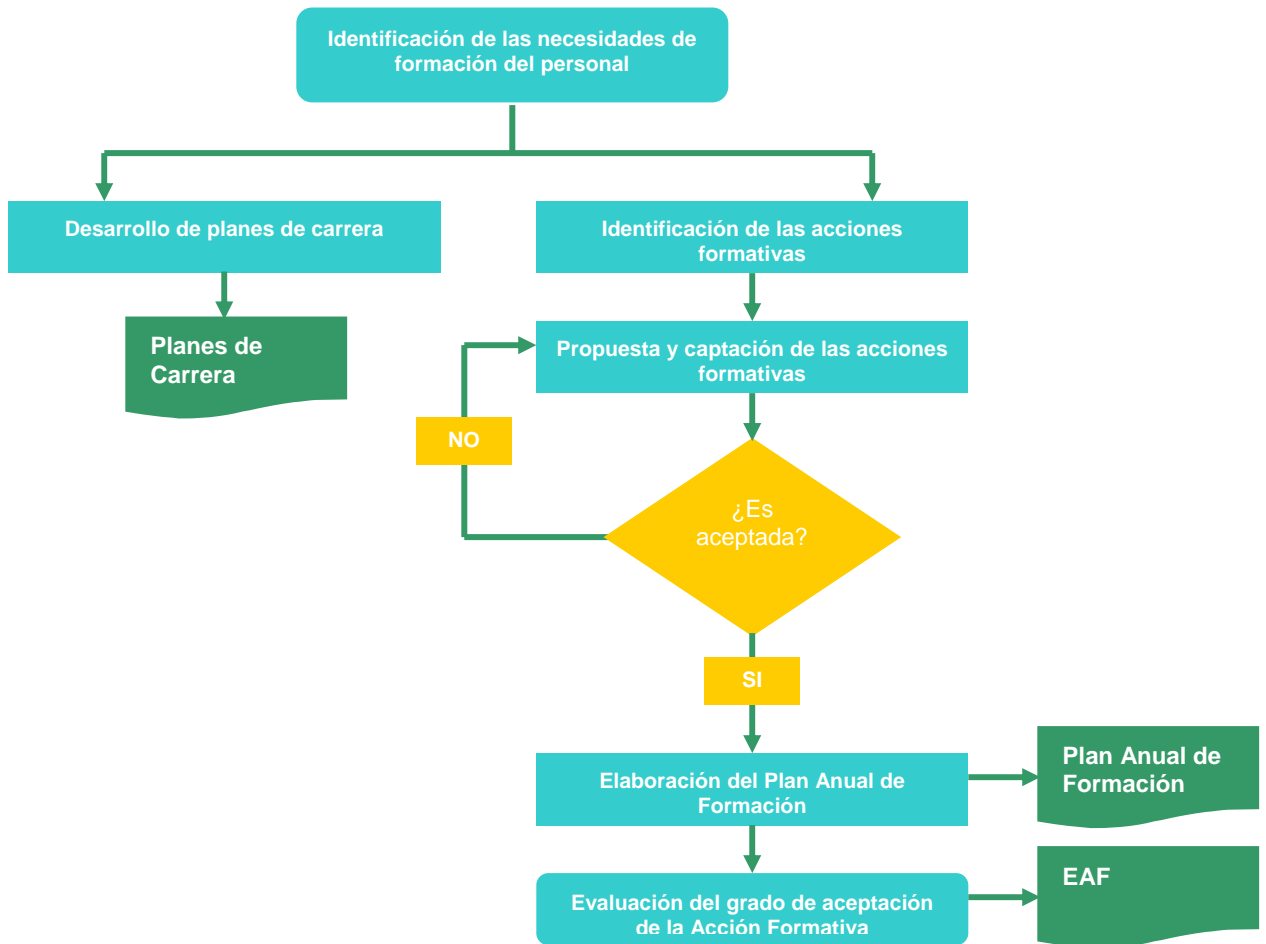 Identificación de las necesidades de
formación del personal
Desarrollo de planes de carrera
Identificación de las acciones
formativas
Planes de
Carrera
Propuesta y captación de las acciones
formativas
NO
¿Es
aceptada?
SI
Elaboración del Plan Anual de
Formación
Plan Anual de
Formación
Evaluación del grado de aceptación
de la Acción Formativa
EAF